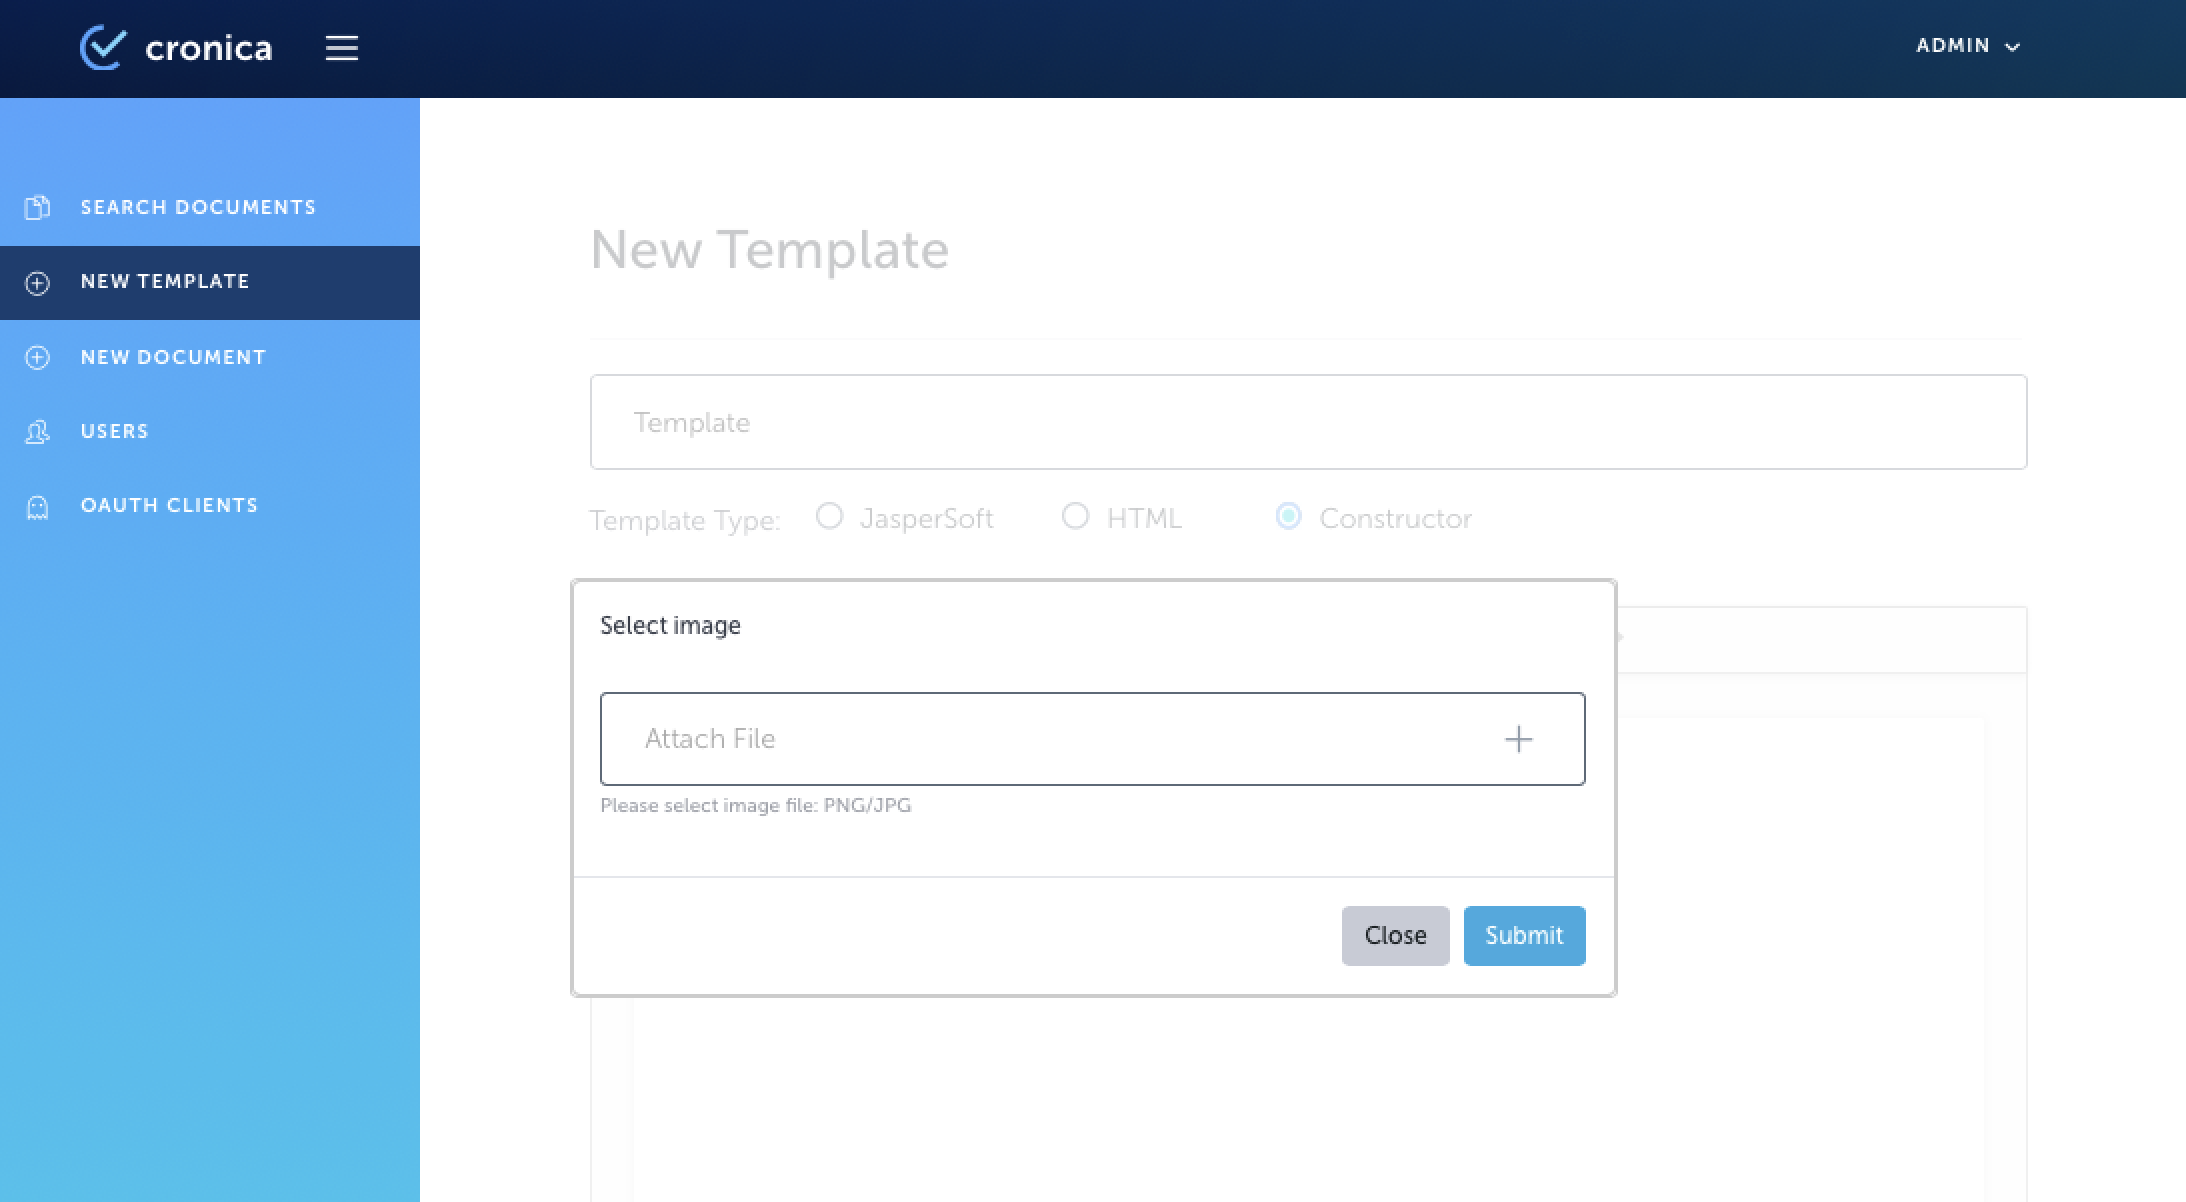 cronica
ADMIN
SEARCH DOCUMENTS
NEW TEMPLATE
NEW DOCUMENT
USERS
OAUTH CLIENTS
New Template
Template
Template Type: JasperSoft HTML Constructor
Select image
Attach File
Please select image file: PNG/JPG
Close Submit